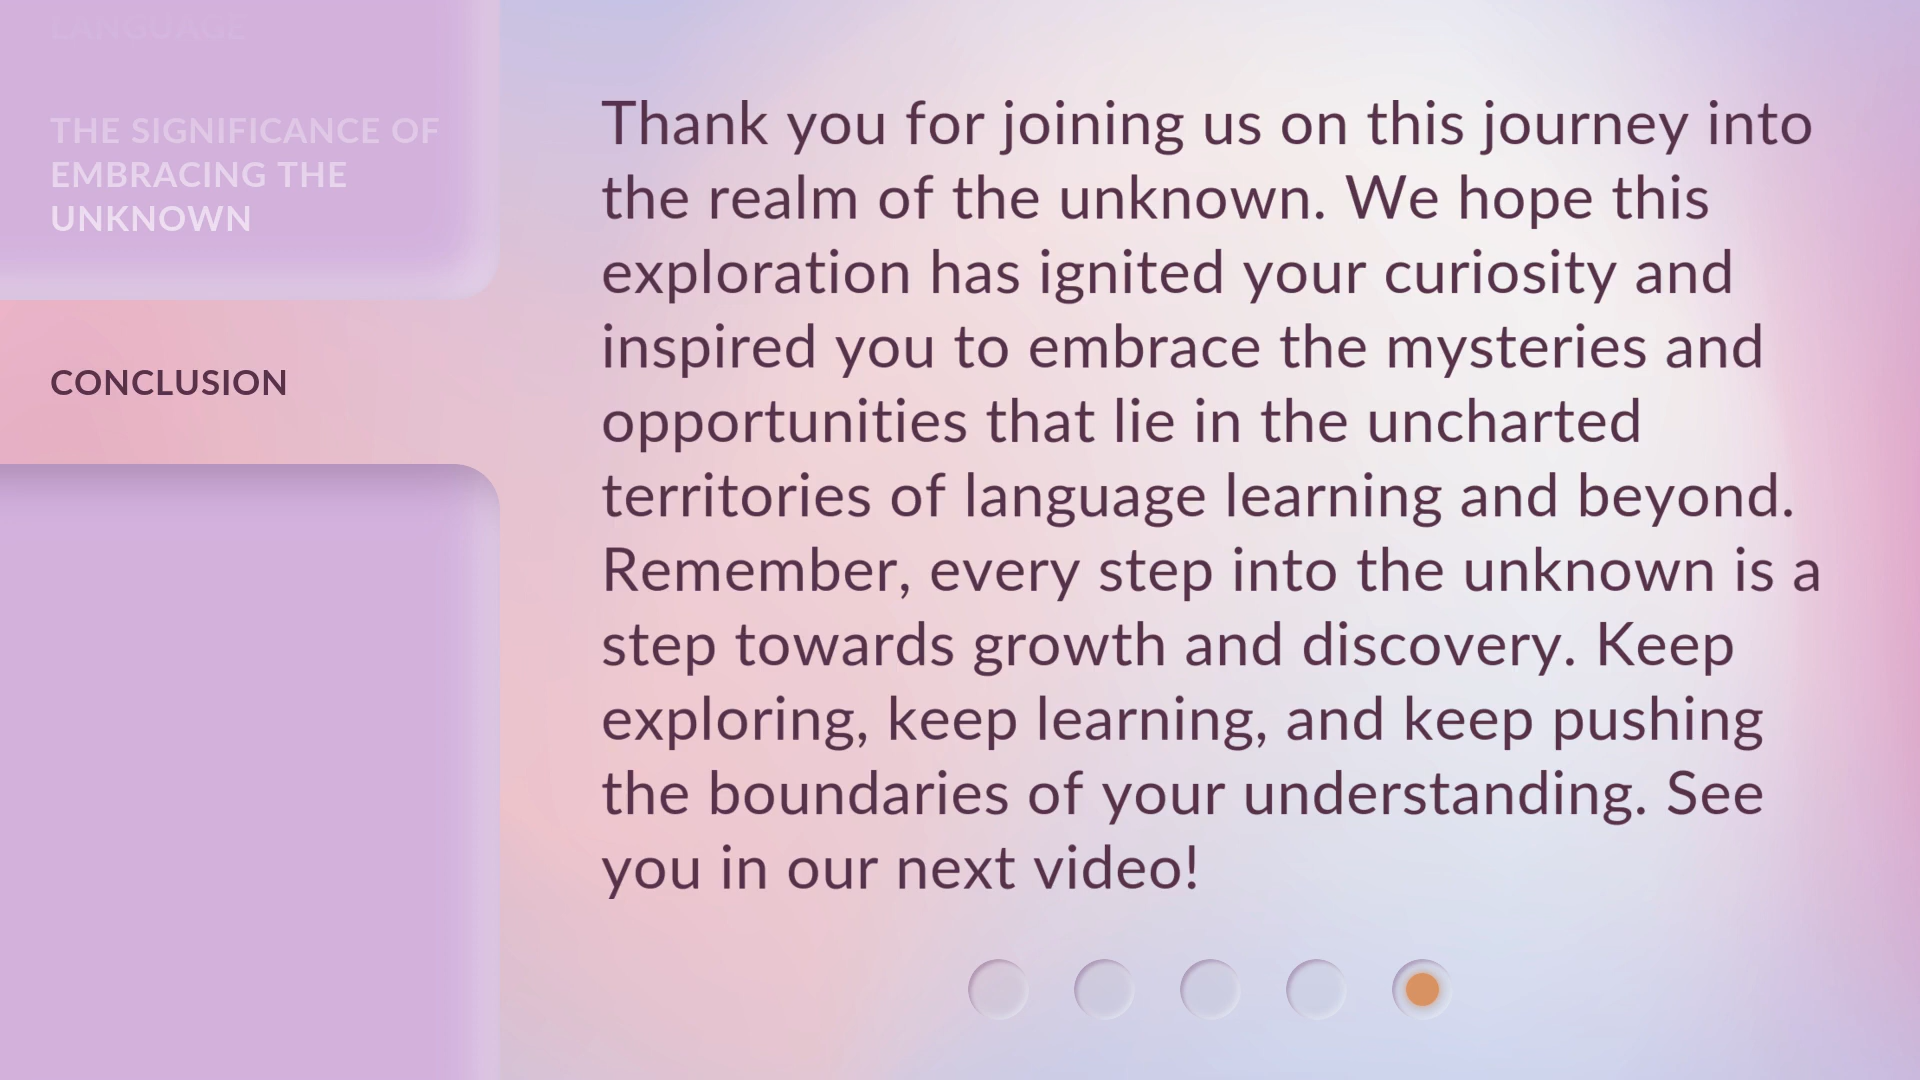 LANGUAGE
THE SIGNIFICANCE OF
EMBRACING THE
UNKNOWN
CONCLUSION
Thank you for joining us on this journey into
the realm of the unknown. We hope this
exploration has ignited your curiosity and
inspired you to embrace the mysteries and
opportunities that lie in the uncharted
territories of language learning and beyond.
Remember, every step into the unknown is a
step towards growth and discovery. Keep
exploring, keep learning, and keep pushing
the boundaries of your understanding. See
you in our next video!